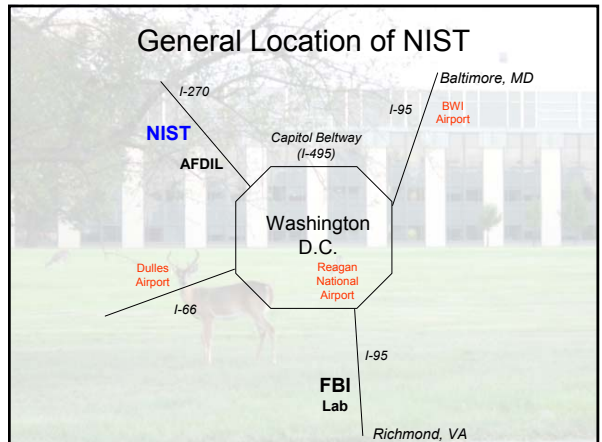 General Location of NIST
I-270
Baltimore, MD
I-95
BWI
Airport
NIST
AFDIL
Capitol Beltway
(I-495)
Washington
D.C.
Dulles
Airport
Reagan
National
Airport
I-66
I-95
FBI
Lab
Richmond, VA